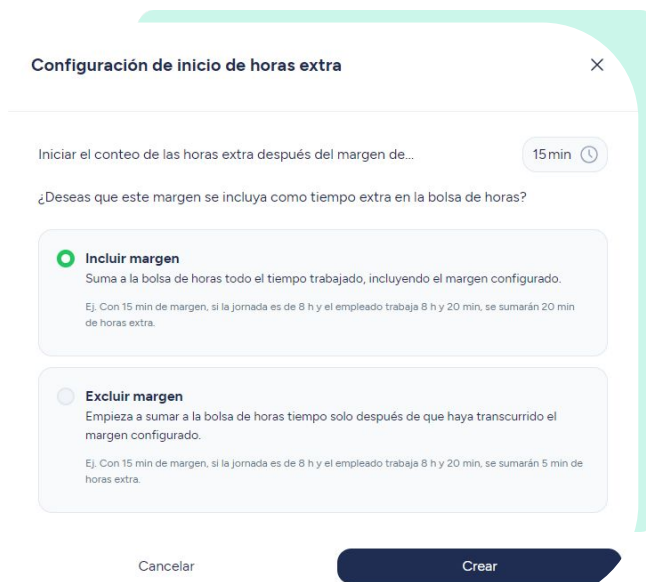 Configuración de inicio de horas extra
Iniciar el conteo de las horas extra después del margen de...
15 min
¿Deseas que este margen se incluya como tiempo extra en la bolsa de horas?
Incluir margen
Suma a la bolsa de horas todo el tiempo trabajado, incluyendo el margen configurado.
Ej. Con 15 min de margen, si la jornada es de 8 h y el empleado trabaja 8 h y 20 min, se sumarán 20 min
de horas extra.
Excluir margen
Empieza a sumar a la bolsa de horas tiempo solo después de que haya transcurrido el
margen configurado.
Ej. Con 15 min de margen, si la jornada es de 8 h y el empleado trabaja 8 h y 20 min, se sumarán 5 min de
horas extra.
Cancelar
Crear